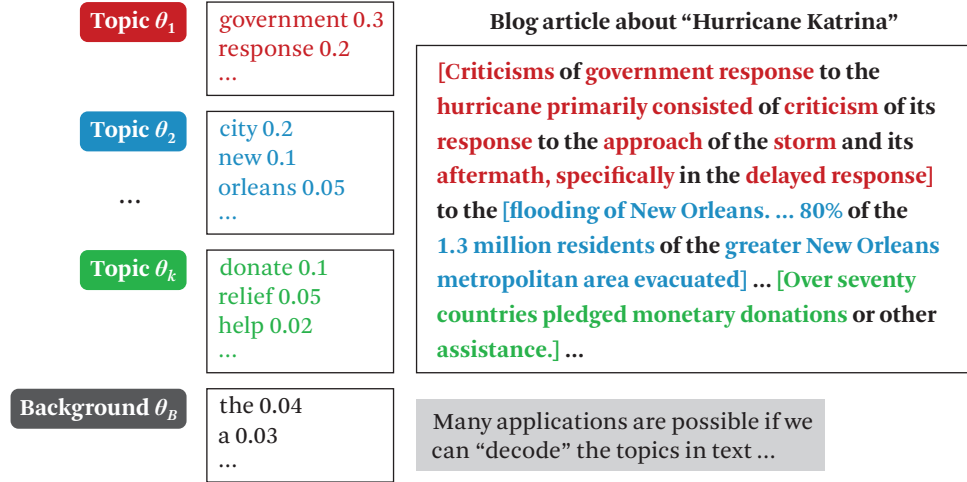 Topic θ1
government 0.3
response 0.2
...
Topic θ2
city 0.2
new 0.1
orleans 0.05
...
...
Topic θk
donate 0.1
relief 0.05
help 0.02
...
Background θB
the 0.04
a 0.03
...
Blog article about “Hurricane Katrina”
[Criticisms of government response to the
hurricane primarily consisted of criticism of its
response to the approach of the storm and its
aftermath, specifically in the delayed response]
to the [flooding of New Orleans. ... 80% of the
1.3 million residents of the greater New Orleans
metropolitan area evacuated] ... [Over seventy
countries pledged monetary donations or other
assistance.] ...
Many applications are possible if we
can “decode” the topics in text ...